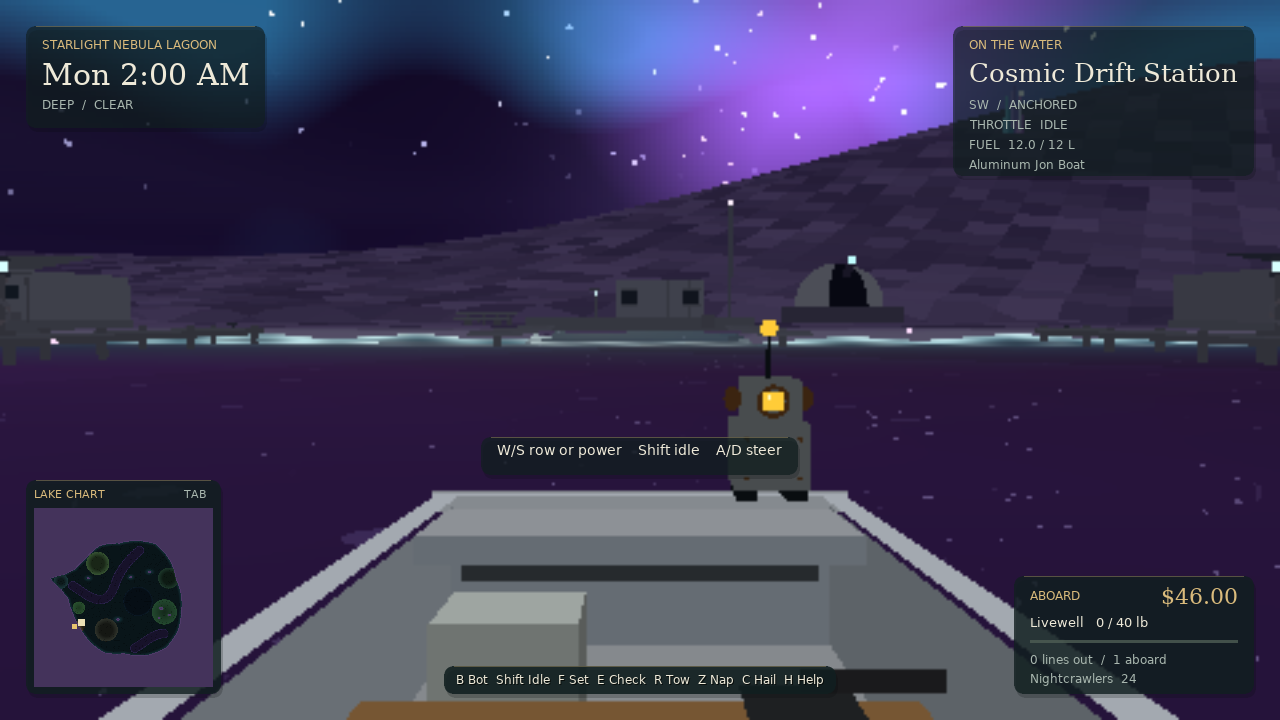 STARLIGHT NEBULA LAGOON
Mon 2:00 AM
DEEP / CLEAR
ON THE WATER
Cosmic Drift Station
SW / ANCHORED
THROTTLE IDLE
FUEL 12.0 / 12 L
Aluminum Jon Boat
W/S row or power Shift idle A/D steer
LAKE CHART TAB
ABOARD $46.00
Livewell 0 / 40 lb
0 lines out / 1 aboard
Nightcrawlers 24
B Bot Shift Idle F Set E Check R Tow Z Nap C Hail H Help